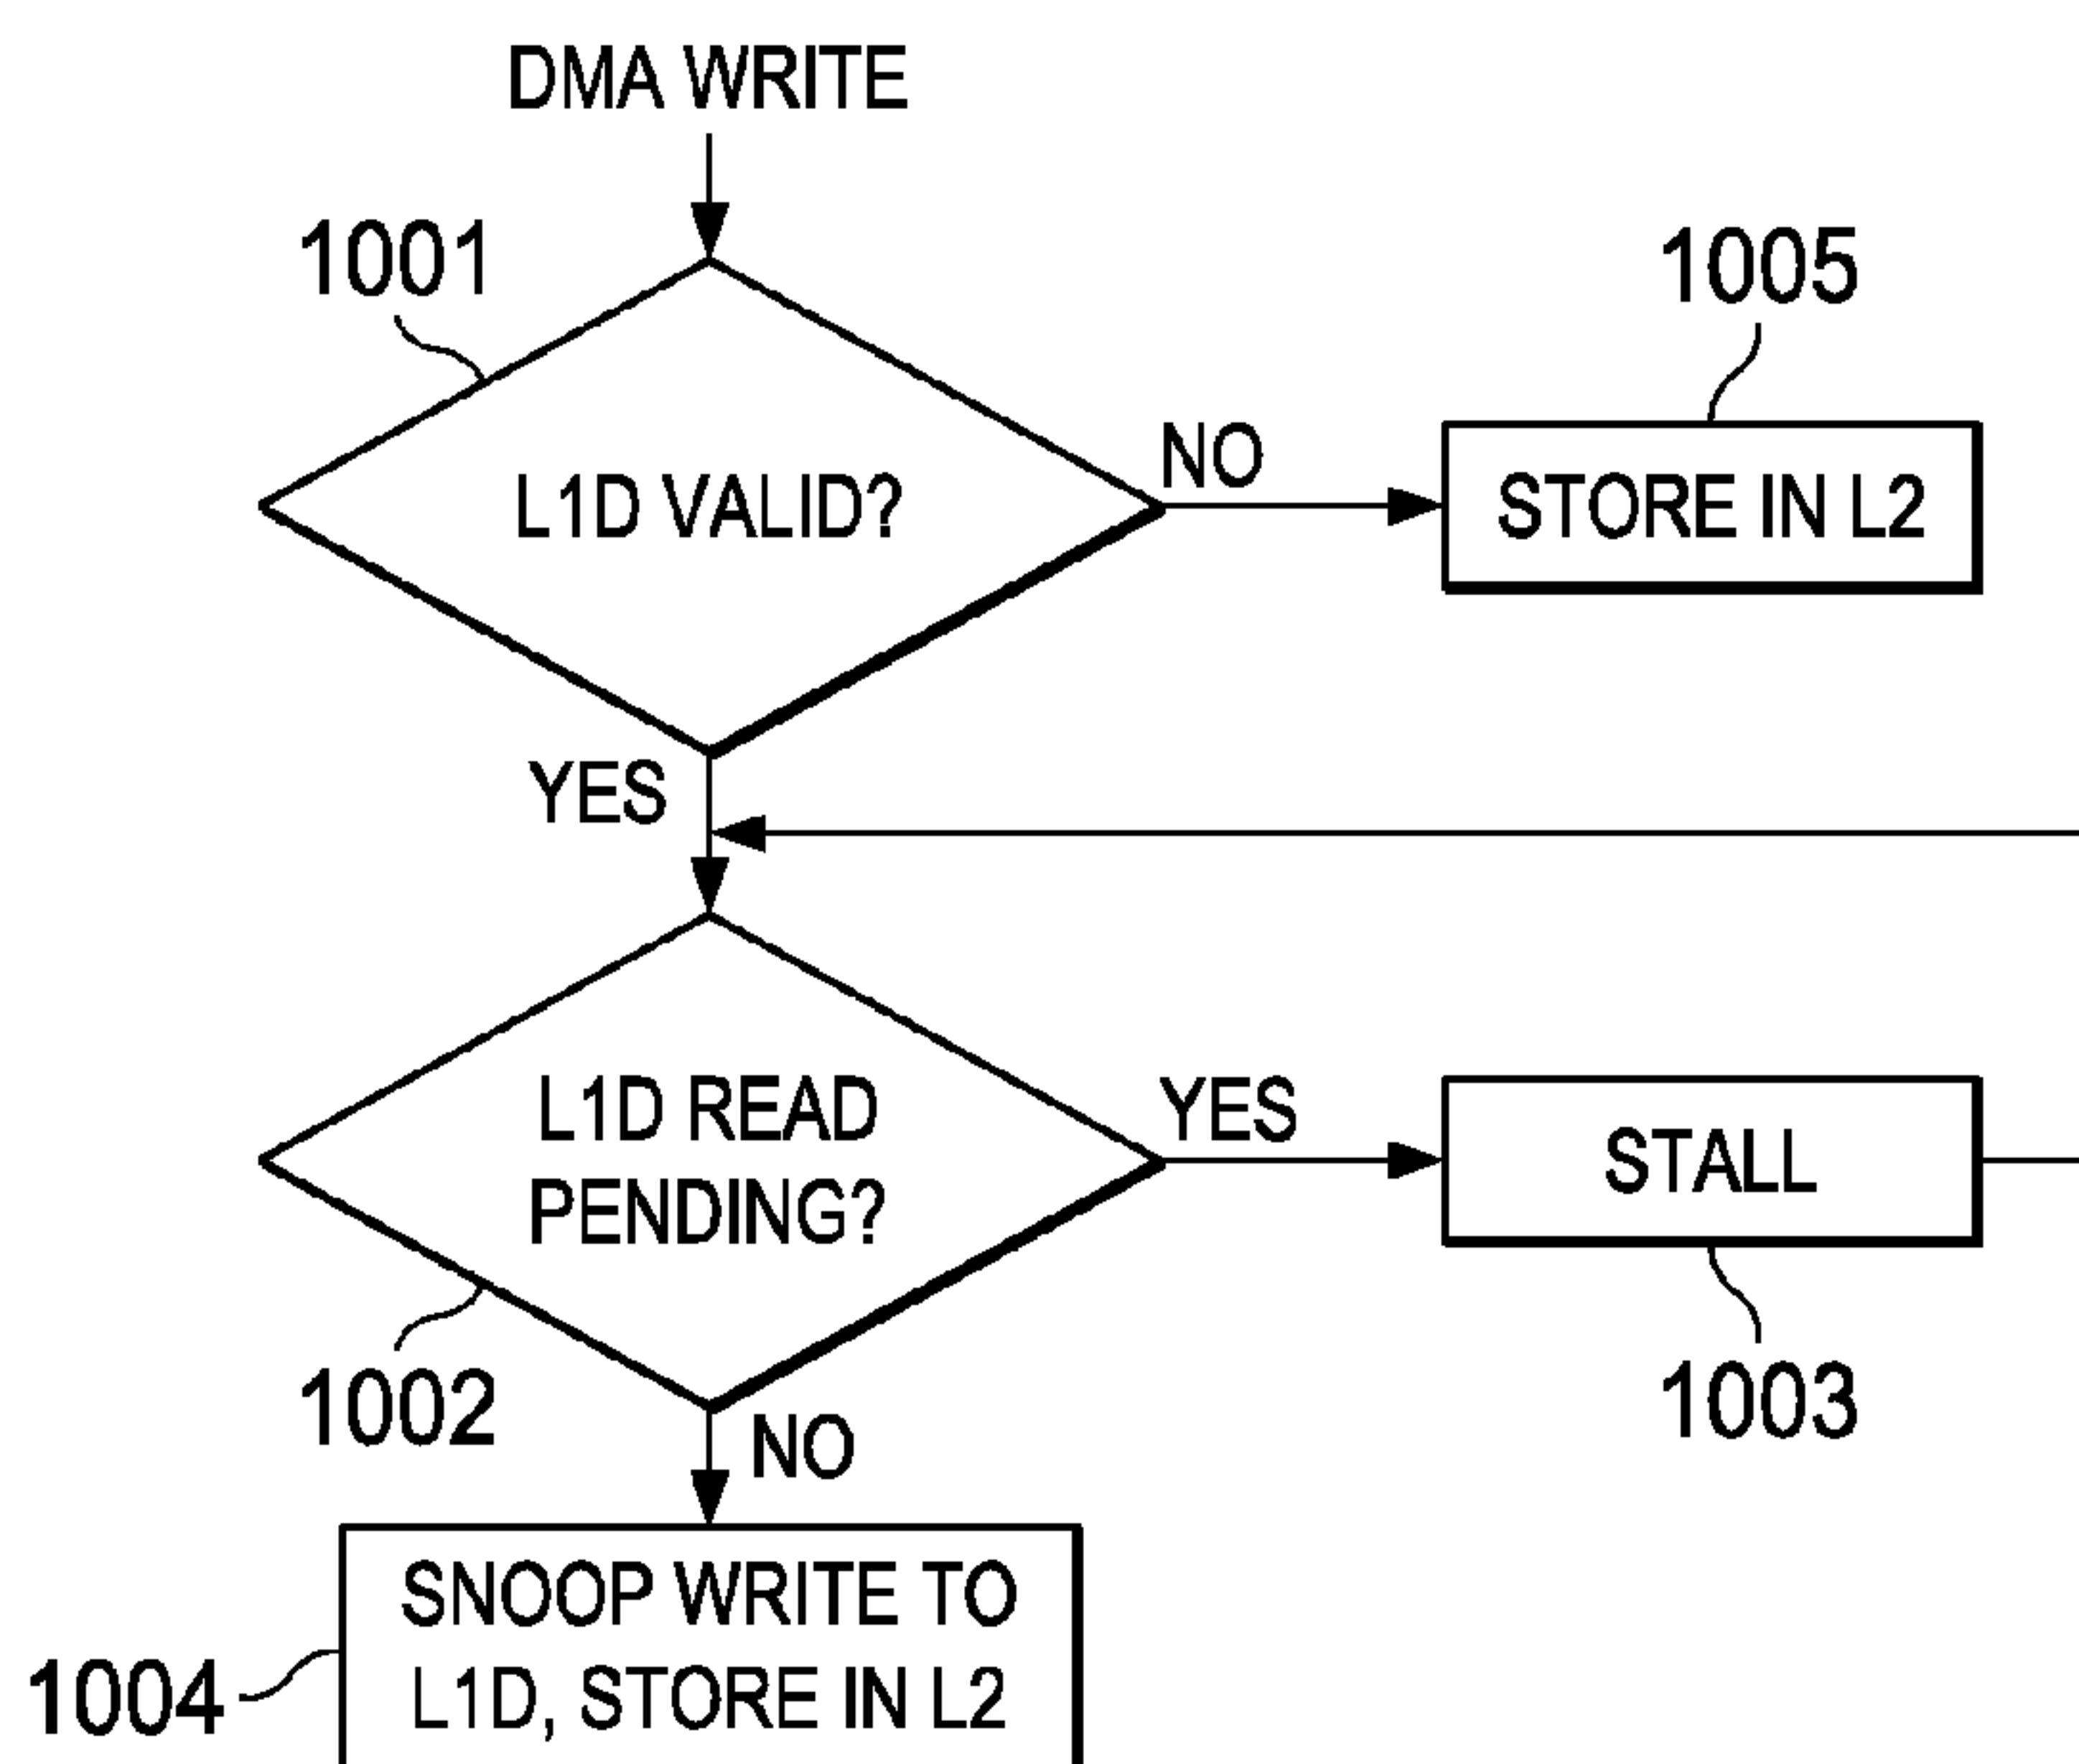 DMA WRITE
1001
1005
L1D VALID?
NO
STORE IN L2
YES
L1D READ
PENDING?
YES
STALL
1002
1003
NO
SNOOP WRITE TO
L1D, STORE IN L2
1004